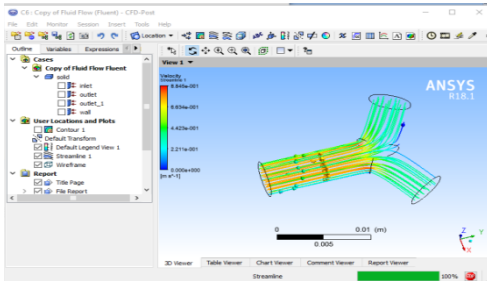 CE : Copy of Fluid Flow (Fluent) - CFD-Post
File Edit Monitor Session Insert Tools Help
Location
Outline Variables Expressions
Cases
Copy of Fluid Flow Fluent
solid
inlet
outlet
outlet_1
wall
User Locations and Plots
Contour 1
Default Transform
Default Legend View 1
Streamline 1
Wireframe
Report
Title Page
File Report
View 1
Velocity
Streamline 1
8.846e-001
6.634e-001
4.423e-001
2.211e-001
0.000e+000
[m s^-1]
ANSYS
R18.1
0 0.01 (m)
0.005
Z Y
X
3D Viewer Table Viewer Chart Viewer Comment Viewer Report Viewer
Streamline 100%